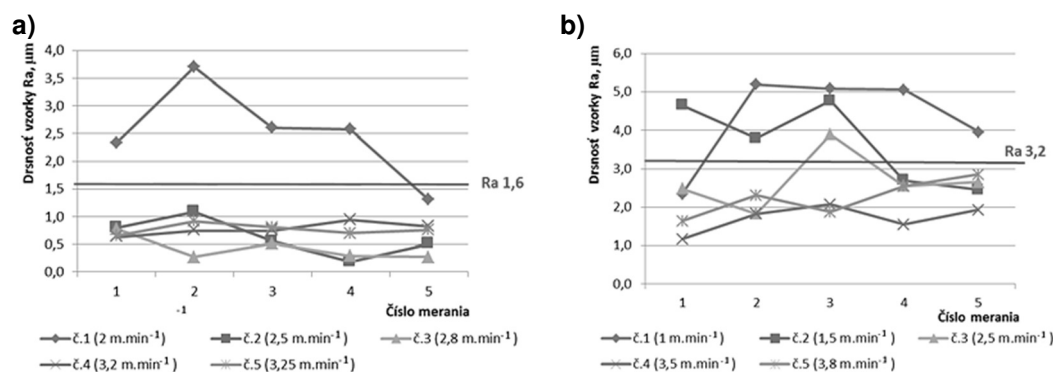 a)
Drsnosť vzorky Ra, µm
4,0
3,5
3,0
2,5
2,0
1,5
1,0
0,5
0,0
Ra 1,6
1 2 3 4 5
-1
Číslo merania
č.1 (2 m.min⁻¹) č.2 (2,5 m.min⁻¹) č.3 (2,8 m.min⁻¹)
č.4 (3,2 m.min⁻¹) č.5 (3,25 m.min⁻¹)
b)
Drsnosť vzorky Ra, µm
6,0
5,0
4,0
3,0
2,0
1,0
0,0
Ra 3,2
1 2 3 4 5
Číslo merania
č.1 (1 m.min⁻¹) č.2 (1,5 m.min⁻¹) č.3 (2,5 m.min⁻¹)
č.4 (3,5 m.min⁻¹) č.5 (3,8 m.min⁻¹)